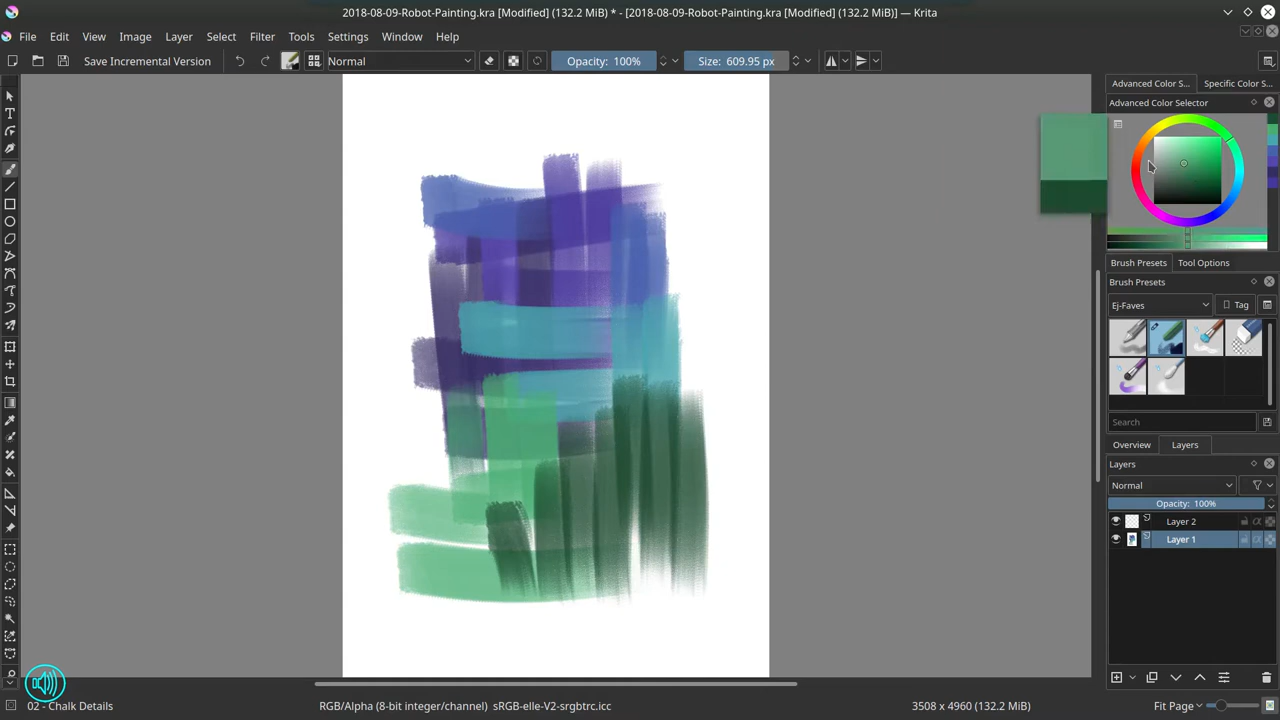 2018-08-09-Robot-Painting.kra [Modified] (132.2 MiB) * - [2018-08-09-Robot-Painting.kra [Modified] (132.2 MiB)] — Krita
File Edit View Image Layer Select Filter Tools Settings Window Help
Save Incremental Version Normal Opacity: 100% Size: 609.95 px
Advanced Color S... Specific Color S...
Advanced Color Selector
Brush Presets Tool Options
Brush Presets
Ej-Faves Tag
Search
Overview Layers
Layers
Normal
Opacity: 100%
Layer 2
Layer 1
02 - Chalk Details RGB/Alpha (8-bit integer/channel) sRGB-elle-V2-srgbtrc.icc 3508 x 4960 (132.2 MiB) Fit Page